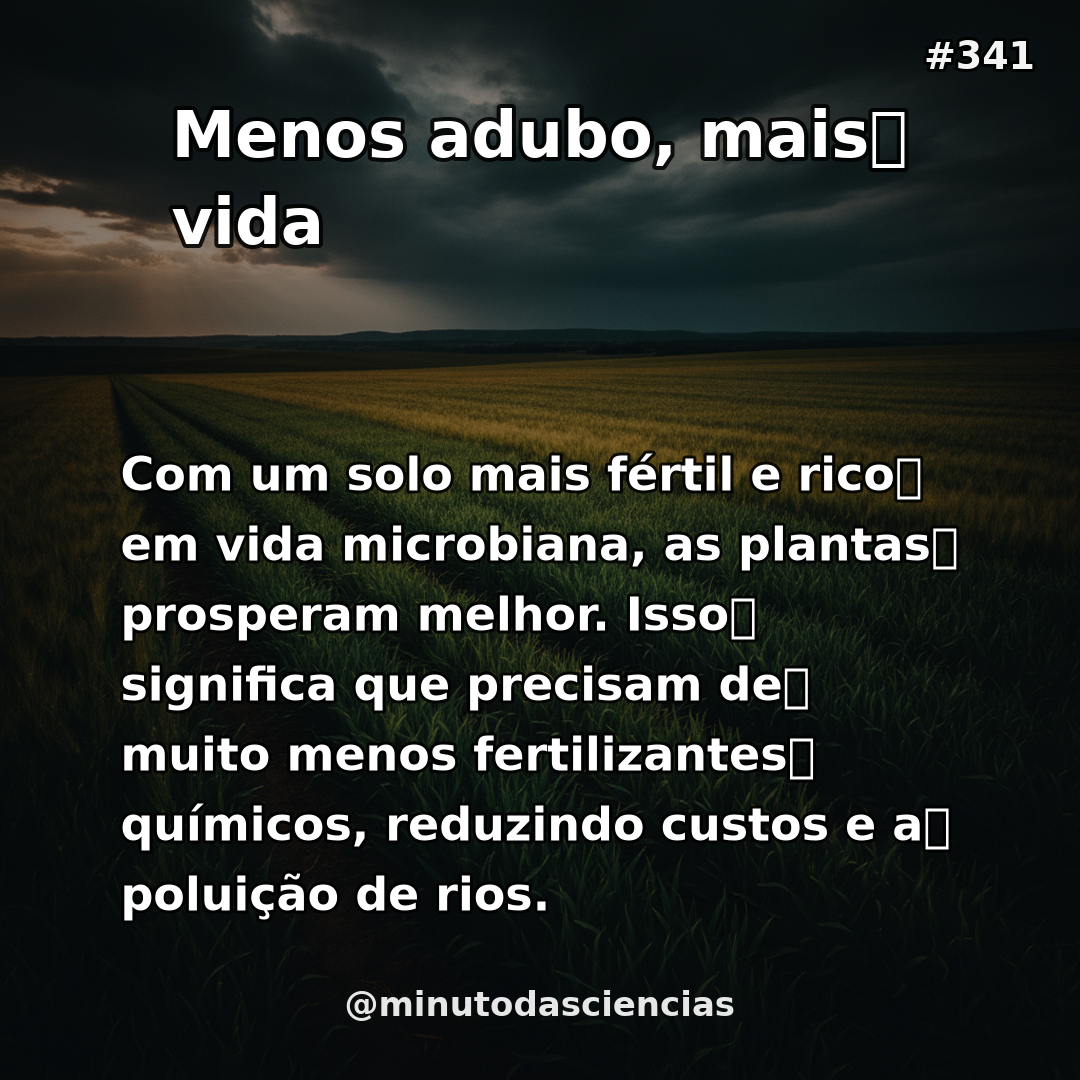 #341
Menos adubo, mais▯
vida
Com um solo mais fértil e rico▯
em vida microbiana, as plantas▯
prosperam melhor. Isso▯
significa que precisam de▯
muito menos fertilizantes▯
químicos, reduzindo custos e a▯
poluição de rios.
@minutodasciencias